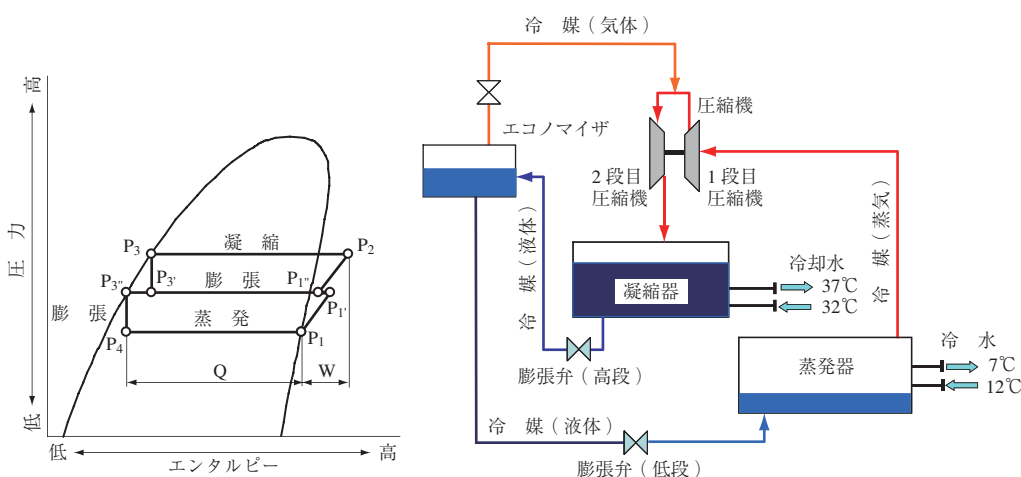 高
圧 力
低
P3
凝 縮
P2
P3"
P3'
膨 張
P1"
P1'
膨 張
蒸 発
P4
P1
Q
W
低
エンタルピー
高
冷 媒(気体)
エコノマイザ
圧縮機
2段目
圧縮機
1段目
圧縮機
冷 媒(液体)
冷 媒(蒸気)
凝縮器
冷却水
37℃
32℃
膨張弁(高段)
蒸発器
冷 水
7℃
12℃
冷 媒(液体)
膨張弁(低段)